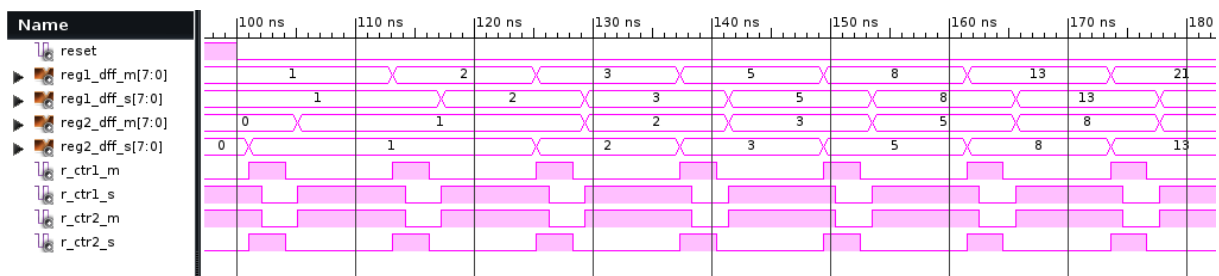 Name 100 ns 110 ns 120 ns 130 ns 140 ns 150 ns 160 ns 170 ns 180
reset
reg1_dff_m[7:0] 1 2 3 5 8 13 21
reg1_dff_s[7:0] 1 2 3 5 8 13
reg2_dff_m[7:0] 0 1 2 3 5 8
reg2_dff_s[7:0] 0 1 2 3 5 8 13
r_ctr1_m
r_ctr1_s
r_ctr2_m
r_ctr2_s